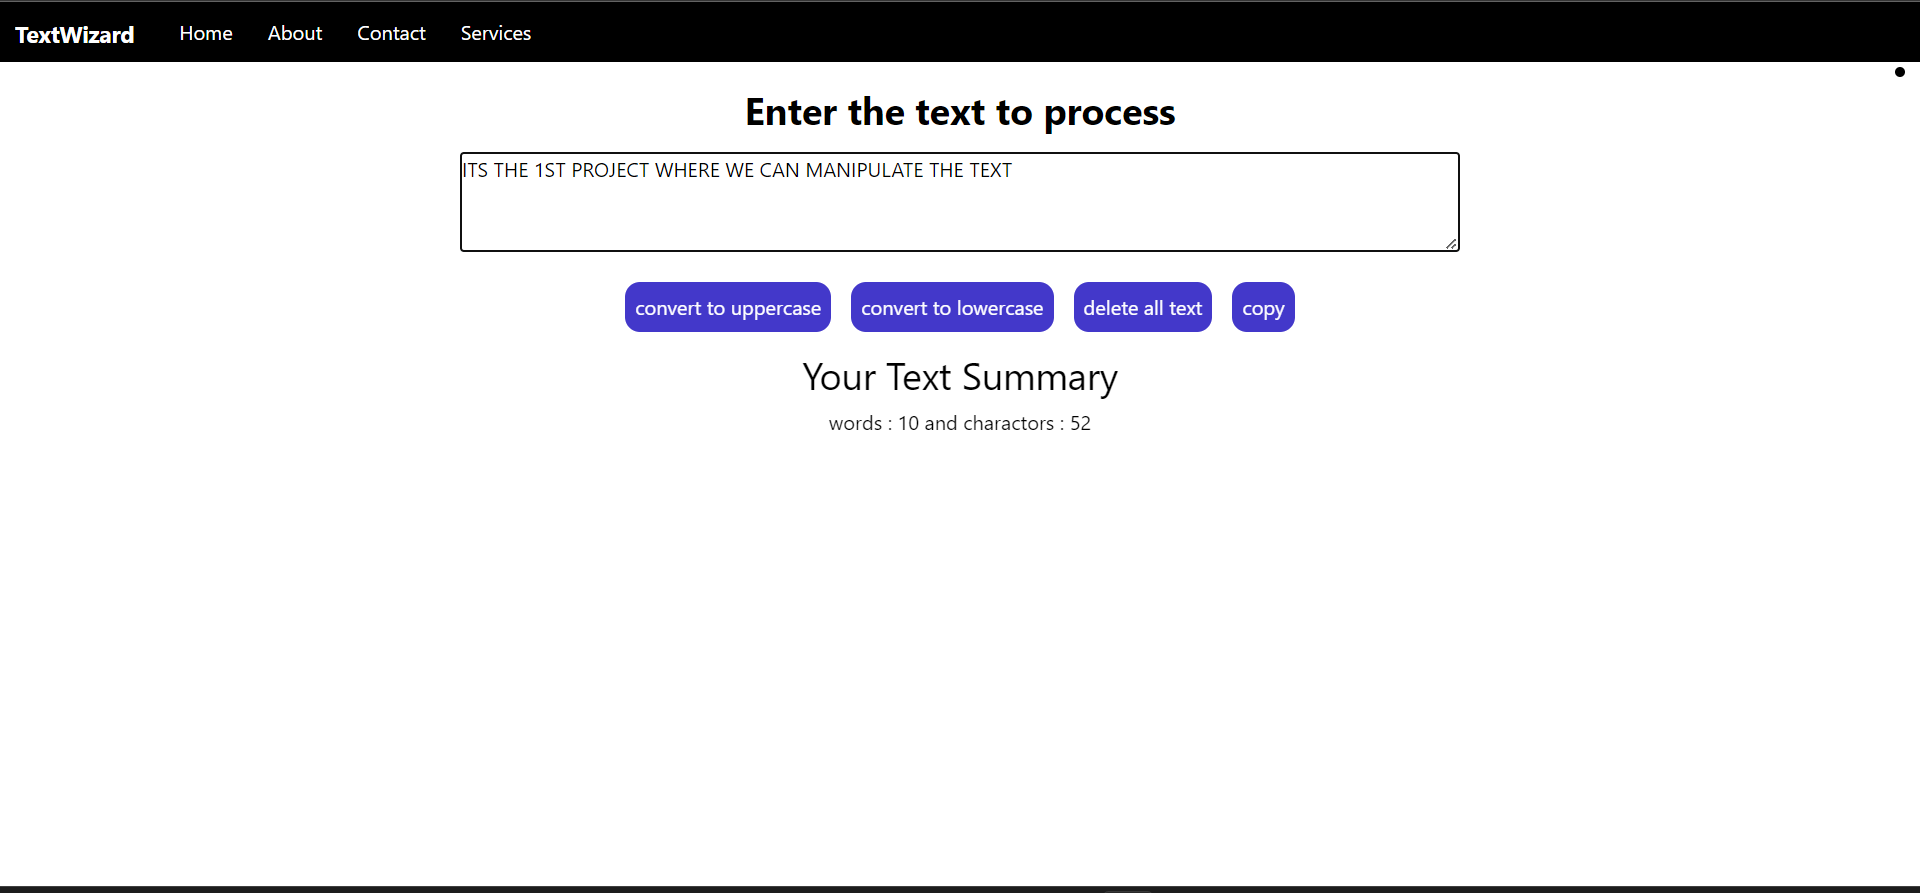 TextWizard Home About Contact Services
Enter the text to process
ITS THE 1ST PROJECT WHERE WE CAN MANIPULATE THE TEXT
convert to uppercase convert to lowercase delete all text copy
Your Text Summary
words : 10 and charactors : 52